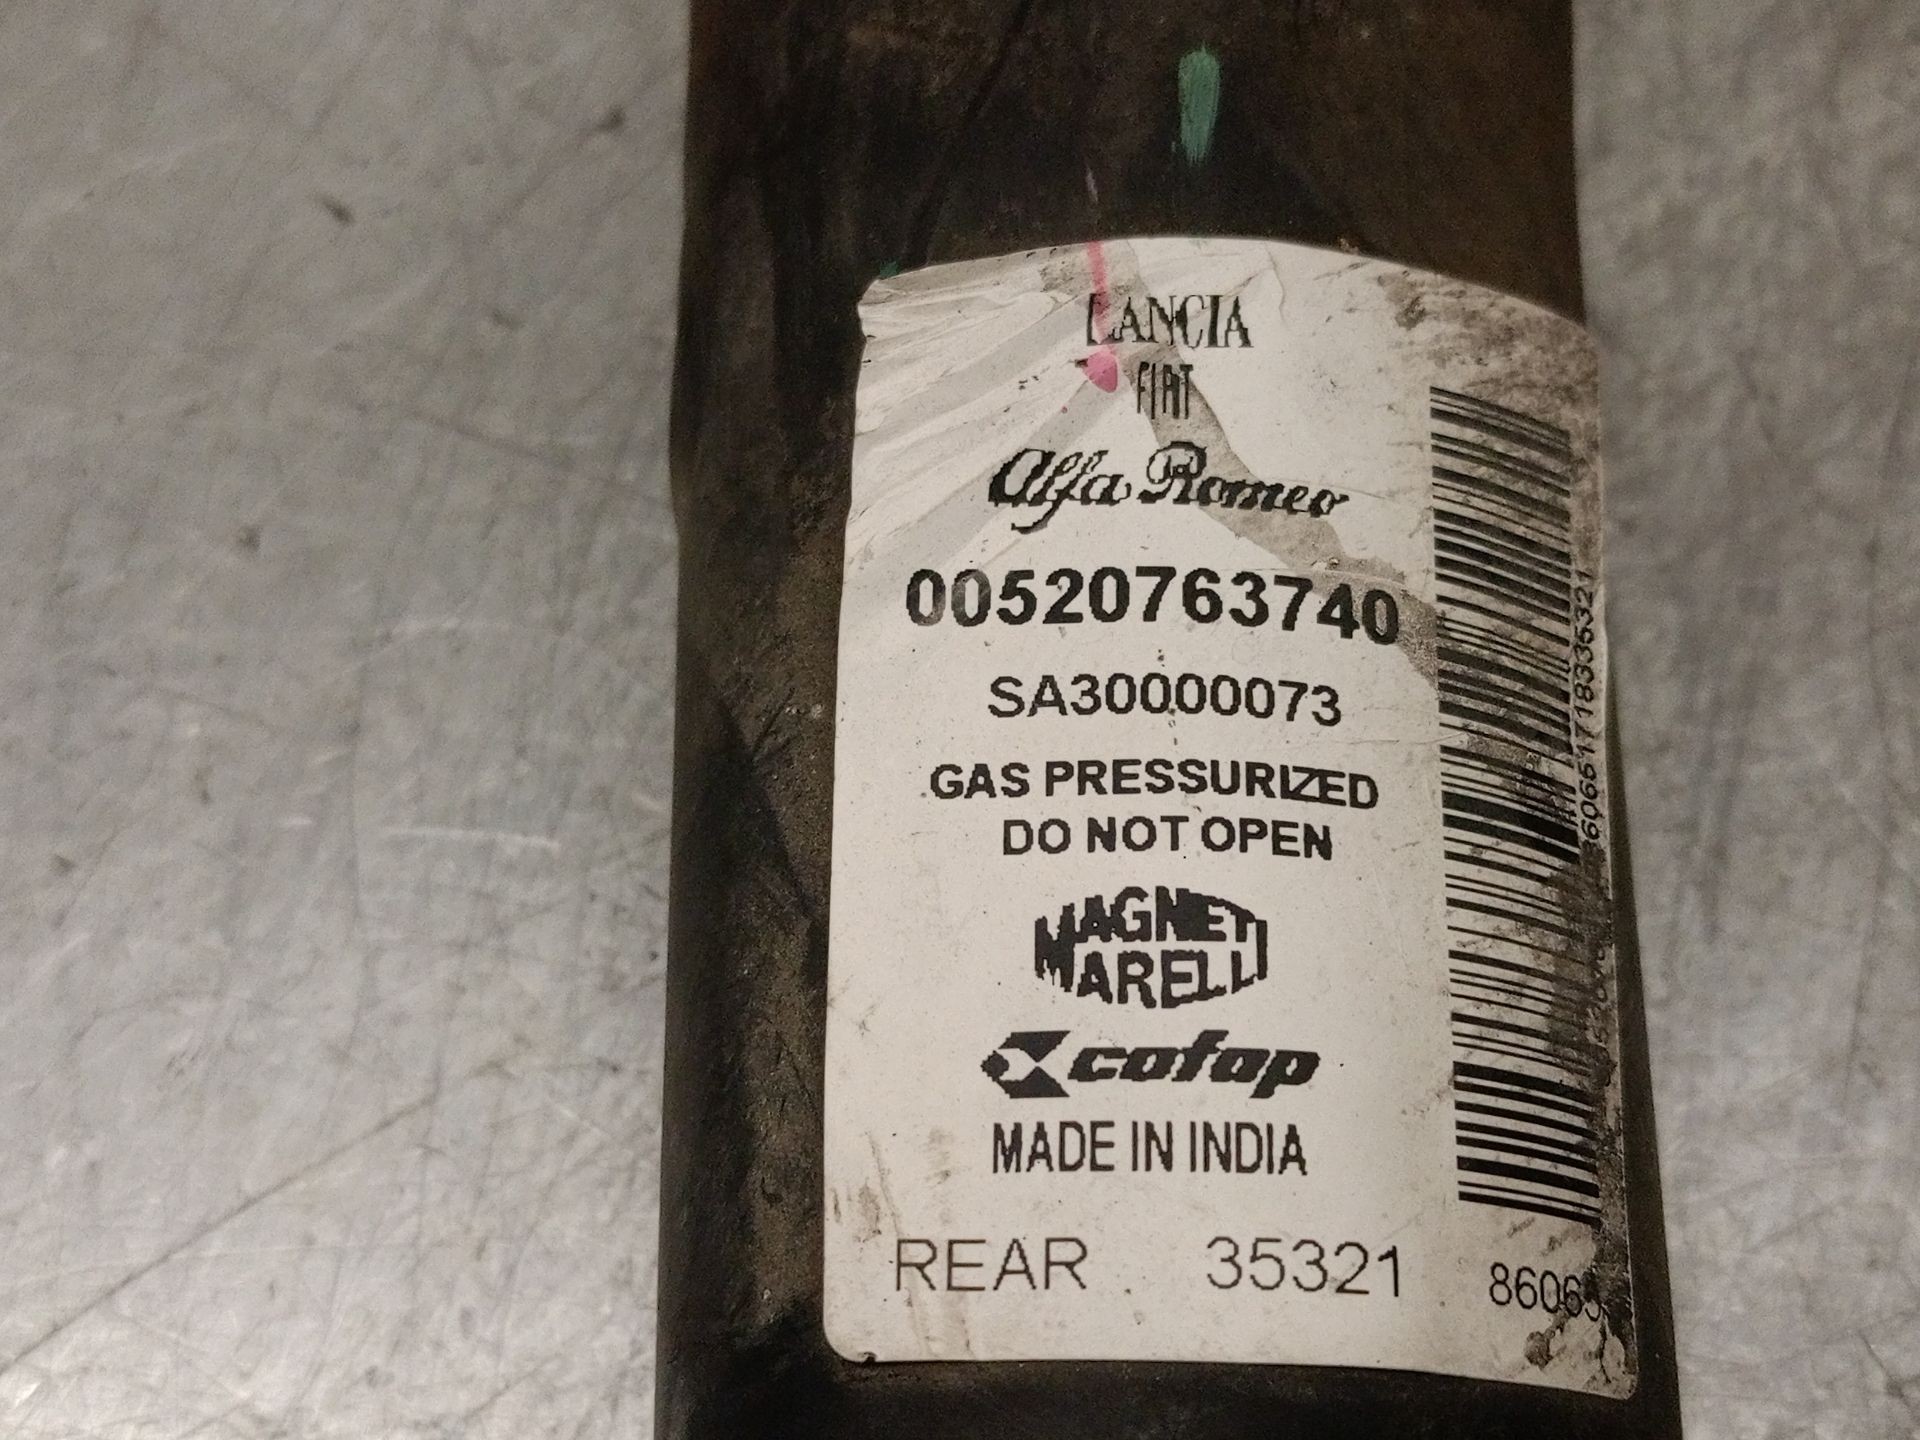 LANCIA
FIAT
Alfa Romeo
00520763740
SA30000073
GAS PRESSURIZED
DO NOT OPEN
MAGNETI
MARELLI
cofap
MADE IN INDIA
REAR 35321
86065